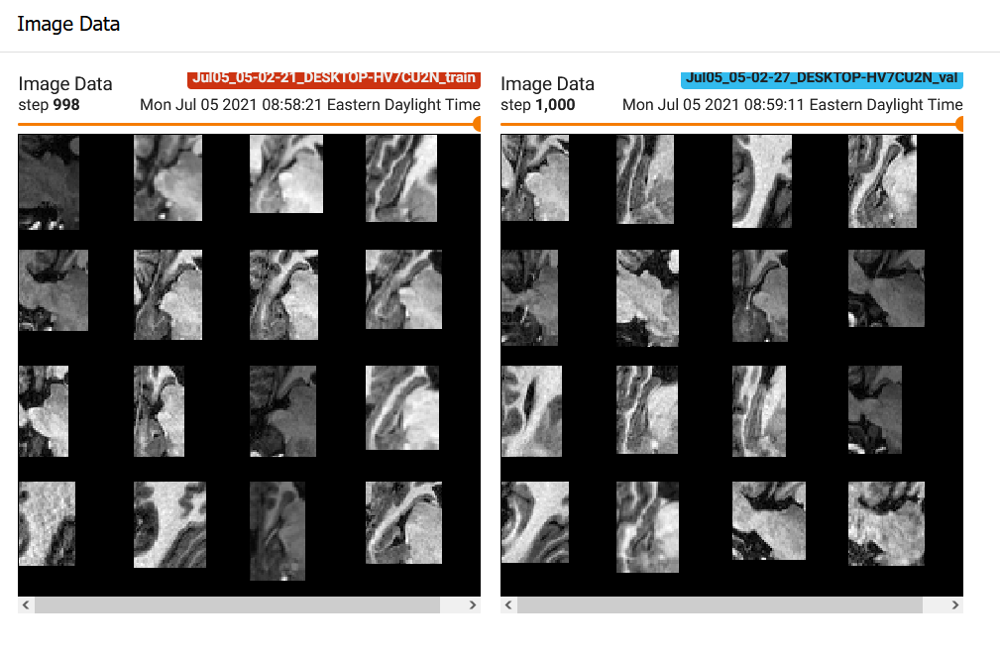 Image Data
Image Data
Jul05_05-02-21_DESKTOP-HV7CU2N_train
step 998
Mon Jul 05 2021 08:58:21 Eastern Daylight Time
Image Data
Jul05_05-02-27_DESKTOP-HV7CU2N_val
step 1,000
Mon Jul 05 2021 08:59:11 Eastern Daylight Time